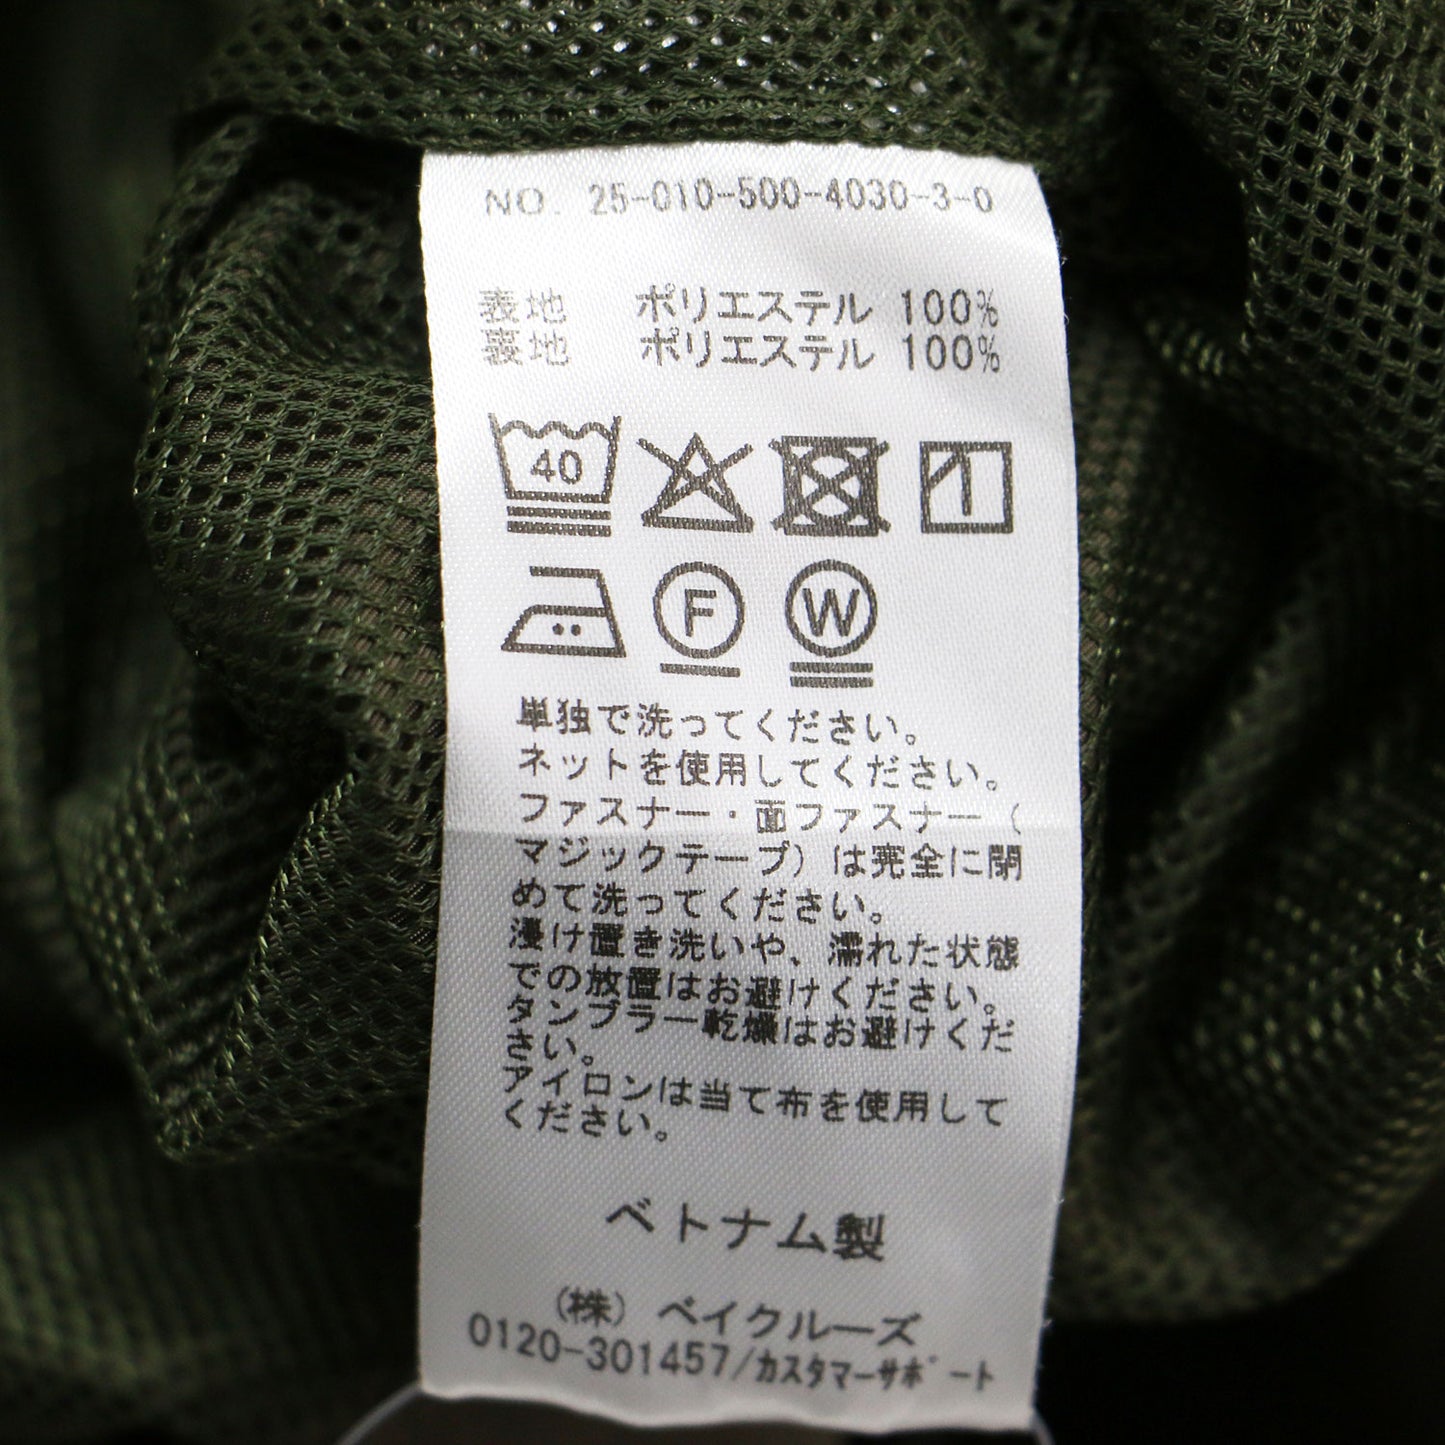 NO. 25-010-500-4030-3-0
表地 ポリエステル 100%
裏地 ポリエステル 100%
40
F W
単独で洗ってください。
ネットを使用してください。
ファスナー・面ファスナー(
マジックテープ)は完全に閉
めて洗ってください。
浸け置き洗いや、濡れた状態
での放置はお避けください。
タンブラー乾燥はお避けくだ
さい。
アイロンは当て布を使用して
ください。
ベトナム製
(株) ベイクルーズ
0120-301457/カスタマーサポート